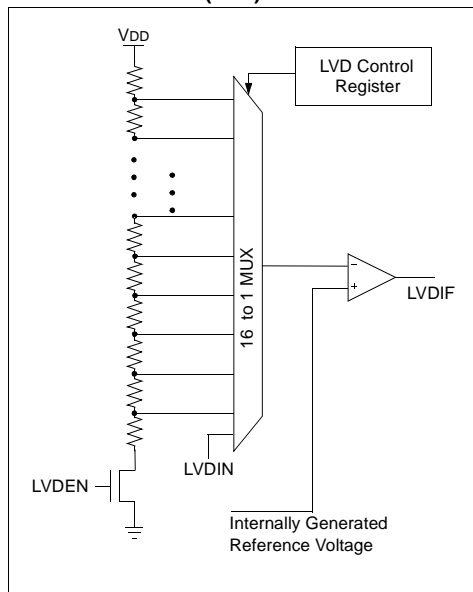 VDD
LVD Control
Register
16 to 1 MUX
–
+
LVDIF
LVDIN
LVDEN
Internally Generated
Reference Voltage